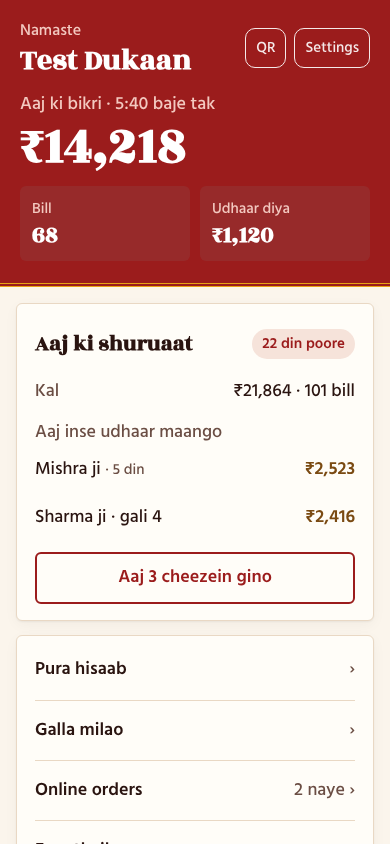 Namaste
Test Dukaan
QR
Settings
Aaj ki bikri · 5:40 baje tak
₹14,218
Bill
68
Udhaar diya
₹1,120
Aaj ki shuruaat
22 din poore
Kal
₹21,864 · 101 bill
Aaj inse udhaar maango
Mishra ji · 5 din
₹2,523
Sharma ji · gali 4
₹2,416
Aaj 3 cheezein gino
Pura hisaab ›
Galla milao ›
Online orders
2 naye ›